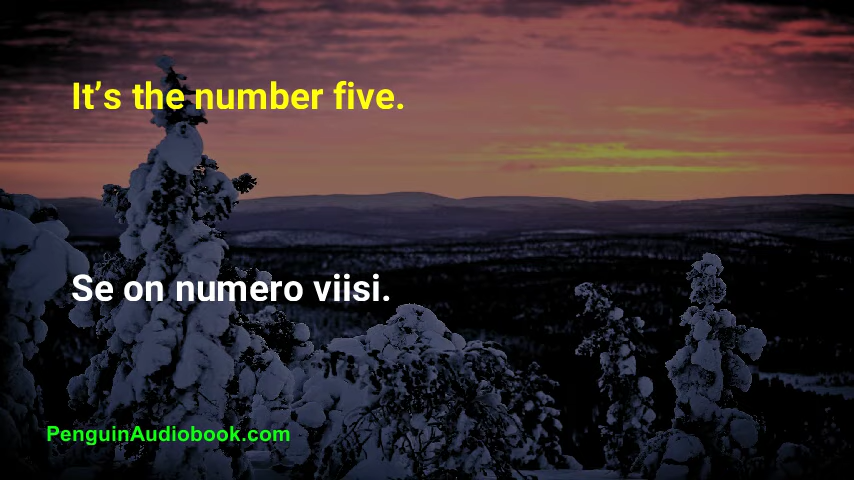 It’s the number five.
Se on numero viisi.
PenguinAudiobook.com